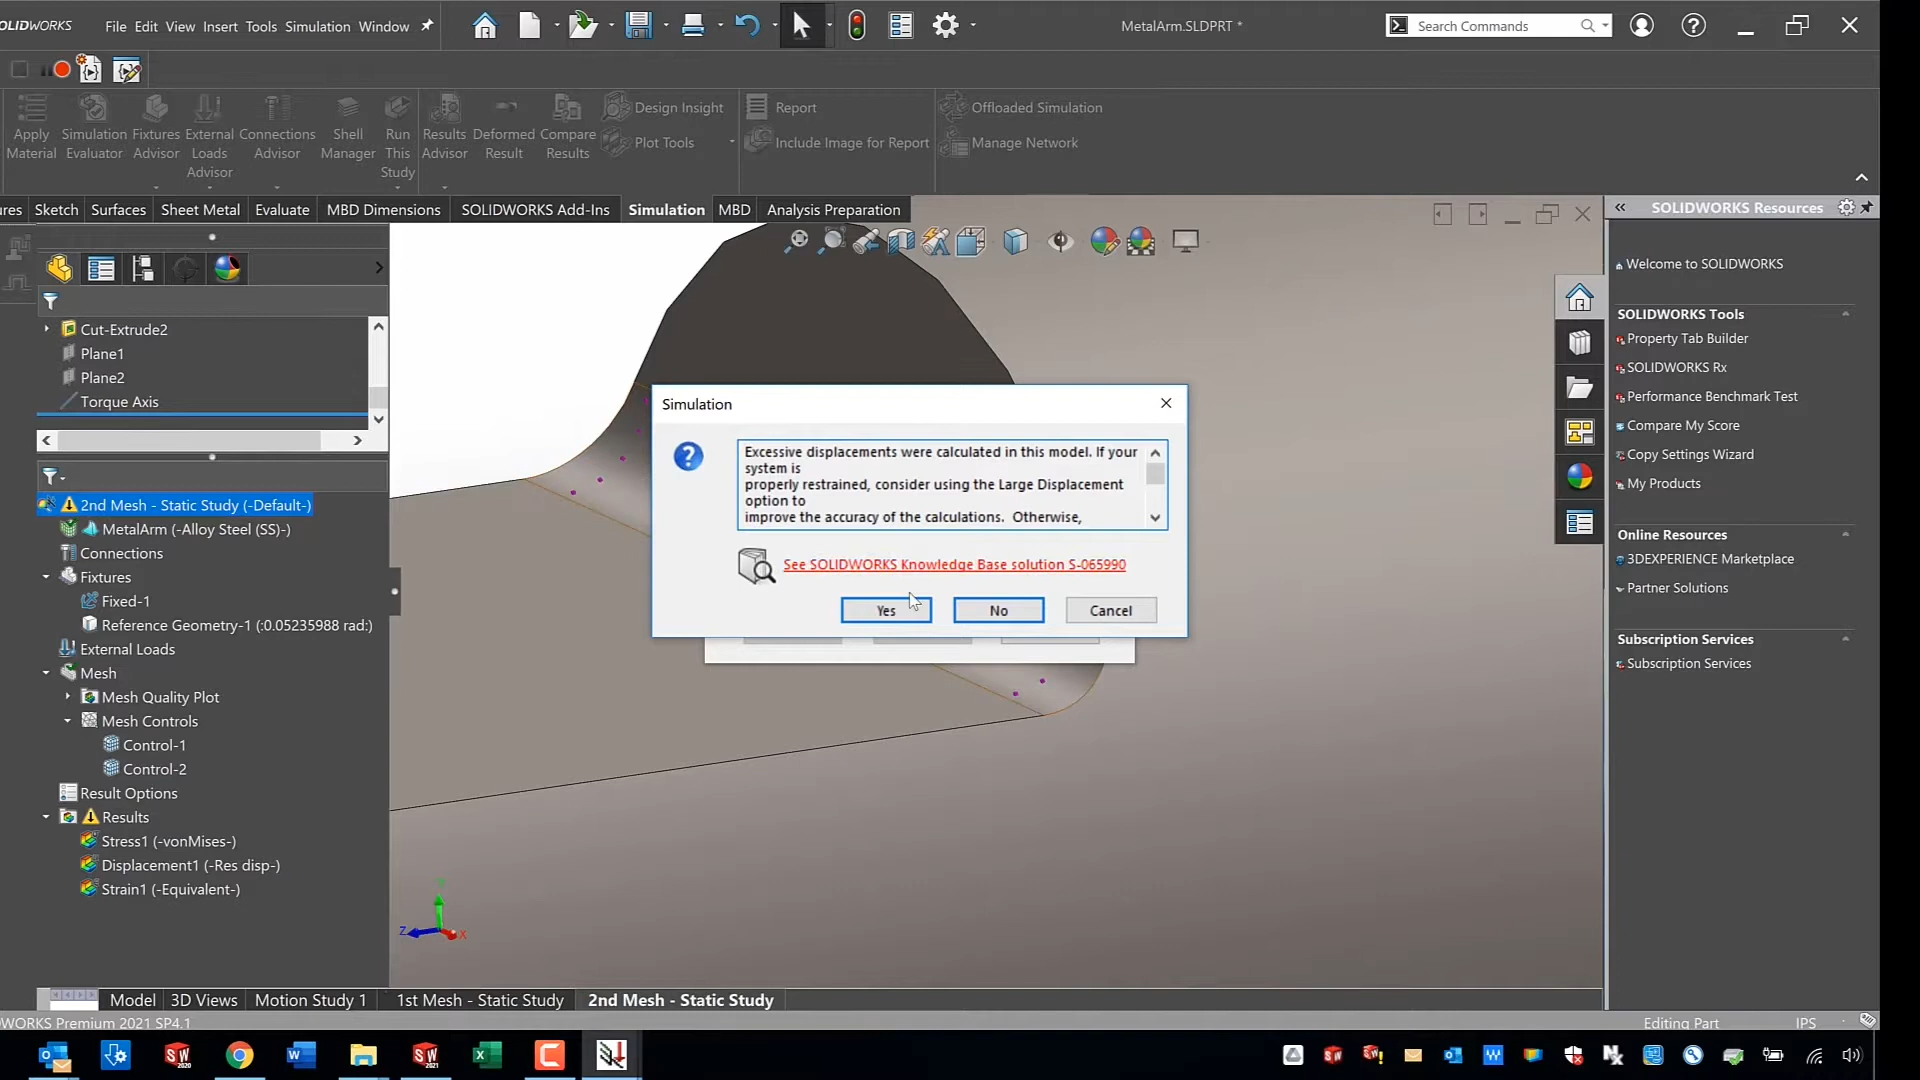 SOLIDWORKS File Edit View Insert Tools Simulation Window
MetalArm.SLDPRT *
Search Commands
Apply Material
Simulation Evaluator
Fixtures Advisor
External Loads Advisor
Connections Advisor
Shell Manager
Run This Study
Results Advisor
Deformed Result
Compare Results
Design Insight
Plot Tools
Report
Include Image for Report
Offloaded Simulation
Manage Network
ures Sketch Surfaces Sheet Metal Evaluate MBD Dimensions SOLIDWORKS Add-Ins Simulation MBD Analysis Preparation
Cut-Extrude2
Plane1
Plane2
Torque Axis
2nd Mesh - Static Study (-Default-)
MetalArm (-Alloy Steel (SS)-)
Connections
Fixtures
Fixed-1
Reference Geometry-1 (:0.05235988 rad:)
External Loads
Mesh
Mesh Quality Plot
Mesh Controls
Control-1
Control-2
Result Options
Results
Stress1 (-vonMises-)
Displacement1 (-Res disp-)
Strain1 (-Equivalent-)
Simulation
Excessive displacements were calculated in this model. If your
system is
properly restrained, consider using the Large Displacement
option to
improve the accuracy of the calculations.  Otherwise,
See SOLIDWORKS Knowledge Base solution S-065990
Yes No Cancel
Y
Z X
SOLIDWORKS Resources
Welcome to SOLIDWORKS
SOLIDWORKS Tools
Property Tab Builder
SOLIDWORKS Rx
Performance Benchmark Test
Compare My Score
Copy Settings Wizard
My Products
Online Resources
3DEXPERIENCE Marketplace
Partner Solutions
Subscription Services
Subscription Services
Model 3D Views Motion Study 1 1st Mesh - Static Study 2nd Mesh - Static Study
WORKS Premium 2021 SP4.1
Editing Part IPS